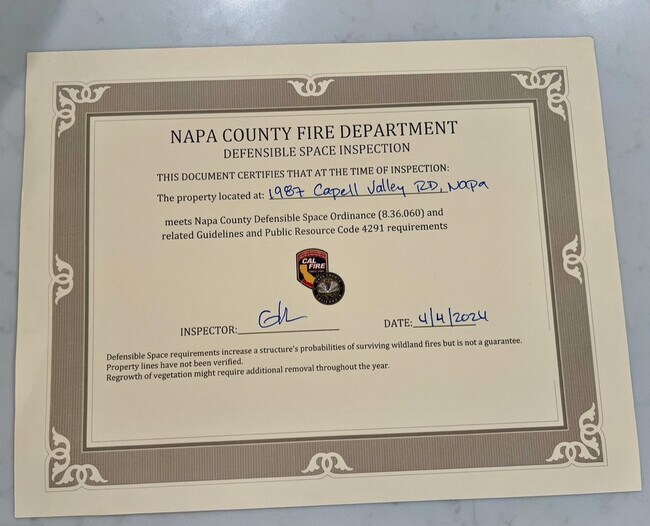 NAPA COUNTY FIRE DEPARTMENT
DEFENSIBLE SPACE INSPECTION
THIS DOCUMENT CERTIFIES THAT AT THE TIME OF INSPECTION:
The property located at: 1987 Capell Valley RD, Napa
meets Napa County Defensible Space Ordinance (8.36.060) and
related Guidelines and Public Resource Code 4291 requirements
CAL
FIRE
INSPECTOR:
DATE: 4/4/2024
Defensible Space requirements increase a structure's probabilities of surviving wildland fires but is not a guarantee.
Property lines have not been verified.
Regrowth of vegetation might require additional removal throughout the year.